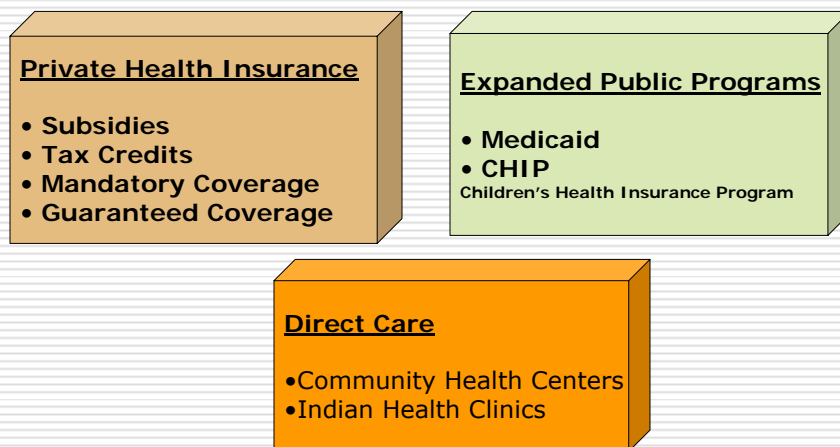 Private Health Insurance
• Subsidies
• Tax Credits
• Mandatory Coverage
• Guaranteed Coverage
Expanded Public Programs
• Medicaid
• CHIP
Children's Health Insurance Program
Direct Care
•Community Health Centers
•Indian Health Clinics